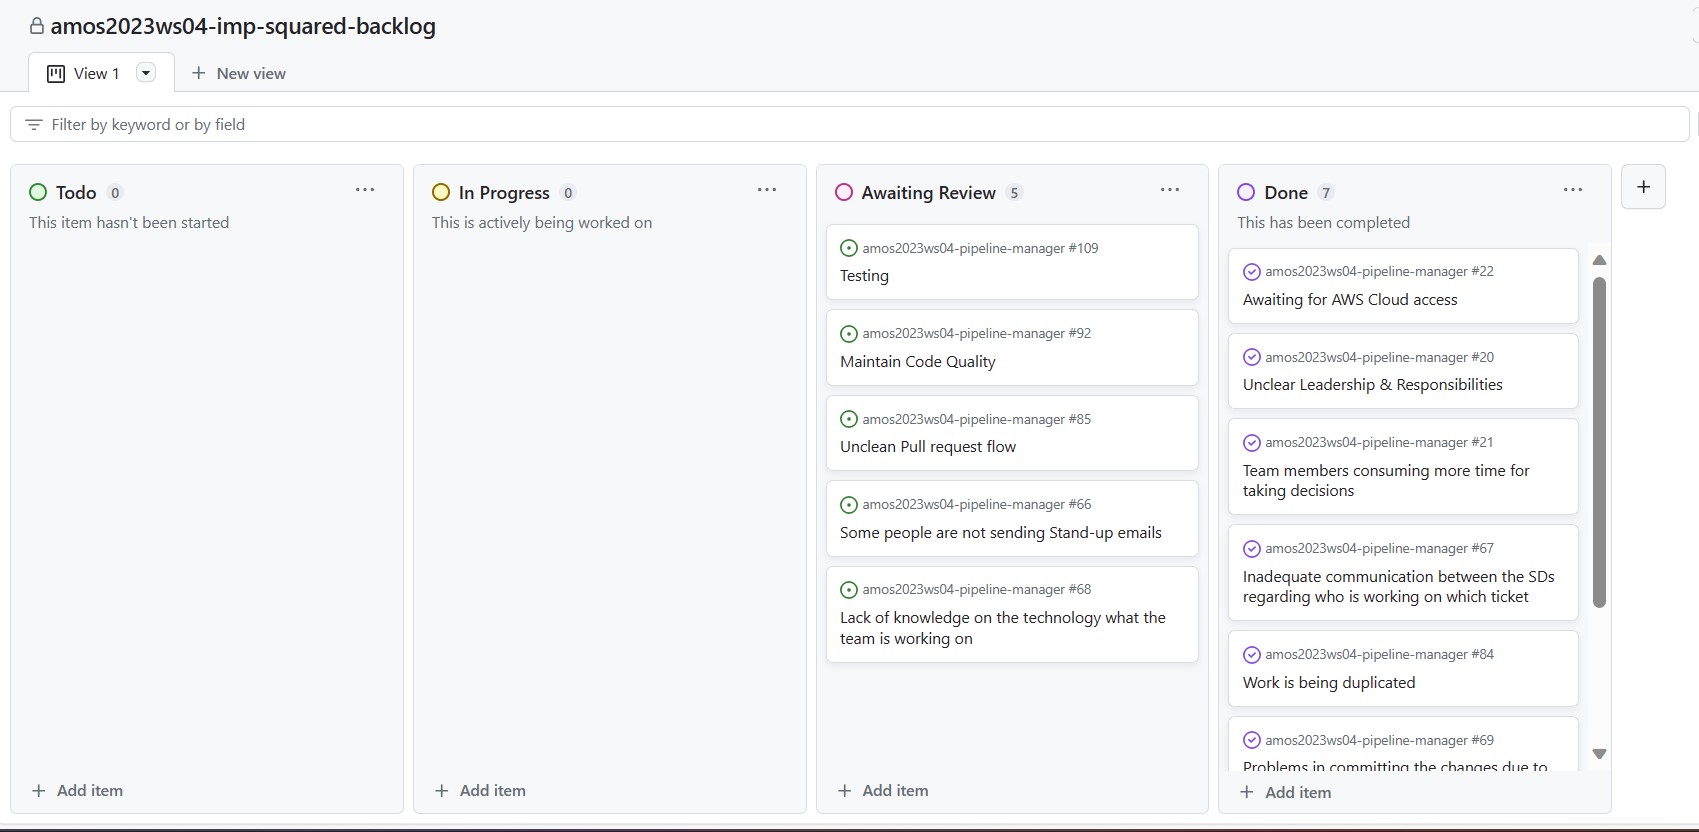 amos2023ws04-imp-squared-backlog
View 1
New view
Filter by keyword or by field
Todo 0
This item hasn't been started
Add item
In Progress 0
This is actively being worked on
Add item
Awaiting Review 5
amos2023ws04-pipeline-manager #109
Testing
amos2023ws04-pipeline-manager #92
Maintain Code Quality
amos2023ws04-pipeline-manager #85
Unclean Pull request flow
amos2023ws04-pipeline-manager #66
Some people are not sending Stand-up emails
amos2023ws04-pipeline-manager #68
Lack of knowledge on the technology what the
team is working on
Add item
Done 7
This has been completed
amos2023ws04-pipeline-manager #22
Awaiting for AWS Cloud access
amos2023ws04-pipeline-manager #20
Unclear Leadership & Responsibilities
amos2023ws04-pipeline-manager #21
Team members consuming more time for
taking decisions
amos2023ws04-pipeline-manager #67
Inadequate communication between the SDs
regarding who is working on which ticket
amos2023ws04-pipeline-manager #84
Work is being duplicated
amos2023ws04-pipeline-manager #69
Problems in committing the changes due to
Add item